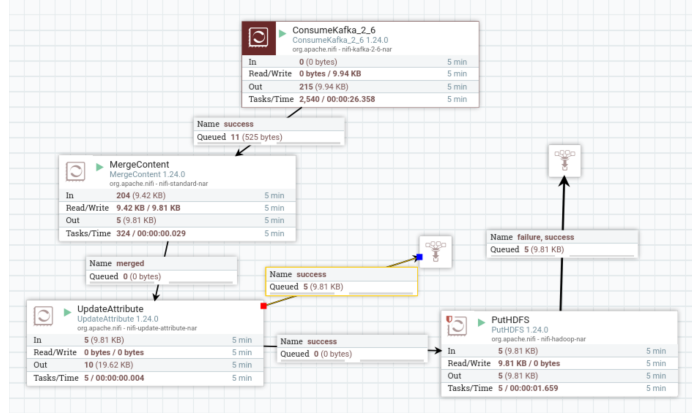 ConsumeKafka_2_6
ConsumeKafka_2_6 1.24.0
org.apache.nifi - nifi-kafka-2-6-nar
In 0 (0 bytes) 5 min
Read/Write 0 bytes / 9.94 KB 5 min
Out 215 (9.94 KB) 5 min
Tasks/Time 2,540 / 00:00:26.358 5 min
Name success
Queued 11 (525 bytes)
MergeContent
MergeContent 1.24.0
org.apache.nifi - nifi-standard-nar
In 204 (9.42 KB) 5 min
Read/Write 9.42 KB / 9.81 KB 5 min
Out 5 (9.81 KB) 5 min
Tasks/Time 324 / 00:00:00.029 5 min
Name failure, success
Queued 5 (9.81 KB)
Name merged
Queued 0 (0 bytes)
Name success
Queued 5 (9.81 KB)
UpdateAttribute
UpdateAttribute 1.24.0
org.apache.nifi - nifi-update-attribute-nar
In 5 (9.81 KB) 5 min
Read/Write 0 bytes / 0 bytes 5 min
Out 10 (19.62 KB) 5 min
Tasks/Time 5 / 00:00:00.004 5 min
Name success
Queued 0 (0 bytes)
PutHDFS
PutHDFS 1.24.0
org.apache.nifi - nifi-hadoop-nar
In 5 (9.81 KB) 5 min
Read/Write 9.81 KB / 0 bytes 5 min
Out 5 (9.81 KB) 5 min
Tasks/Time 5 / 00:00:01.659 5 min